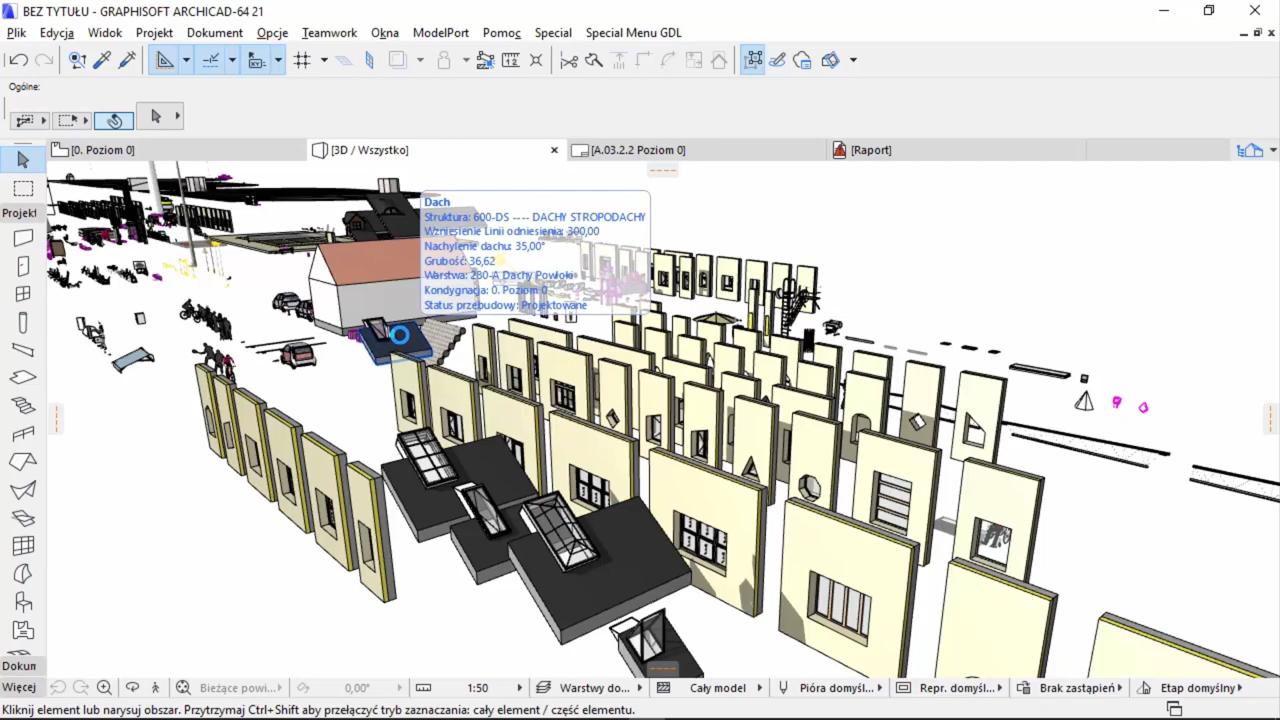 BEZ TYTUŁU - GRAPHISOFT ARCHICAD-64 21
Plik Edycja Widok Projekt Dokument Opcje Teamwork Okna ModelPort Pomoc Special Special Menu GDL
Ogólne:
[0. Poziom 0] [3D / Wszystko] [A.03.2.2 Poziom 0] [Raport]
Projekt
Dach
Struktura: 600-DS ---- DACHY STROPODACHY
Wzniesienie Linii odniesienia: 300,00
Nachylenie dachu: 35,00°
Grubość: 36,62
Warstwa: 230-A Dachy Powłoki
Kondygnacja: 0. Poziom 0
Status przebudowy: Projektowane
Dokum
Więcej Bieżące powi... 0,00° 1:50 Warstwy do... Cały model Pióra domyśl... Repr. domyśl... Brak zastąpień Etap domyślny
Kliknij element lub narysuj obszar. Przytrzymaj Ctrl+Shift aby przełączyć tryb zaznaczania: cały element / część elementu.